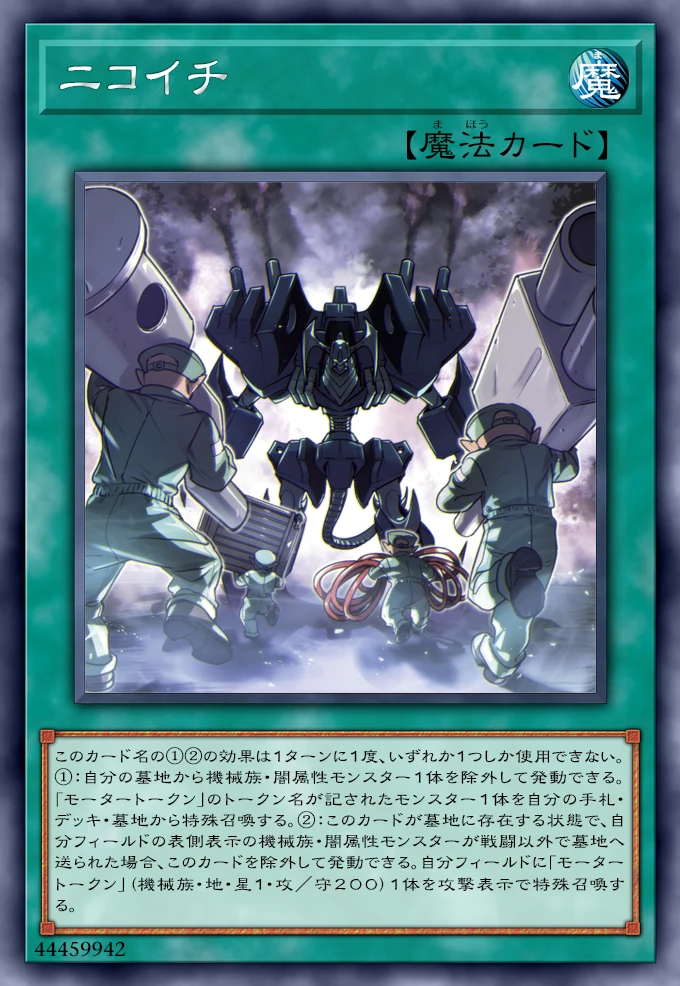 ニコイチ
ま
魔
ま ほう
【魔法カード】
このカード名の①②の効果は1ターンに1度、いずれか1つしか使用できない。
①：自分の墓地から機械族・闇属性モンスター1体を除外して発動できる。
「モータートークン」のトークン名が記されたモンスター1体を自分の手札・
デッキ・墓地から特殊召喚する。②：このカードが墓地に存在する状態で、自
分フィールドの表側表示の機械族・闇属性モンスターが戦闘以外で墓地へ
送られた場合、このカードを除外して発動できる。自分フィールドに「モーター
トークン」(機械族・地・星1・攻／守200)1体を攻撃表示で特殊召喚す
る。
44459942